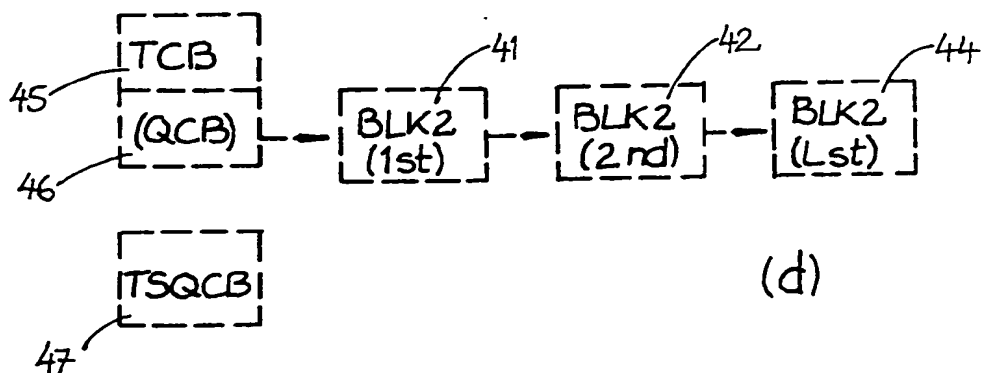 41
42
44
TCB
45
(QCB)
BLK2
(1st)
BLK2
(2nd)
BLK2
(Lst)
46
TSQCB
(d)
47